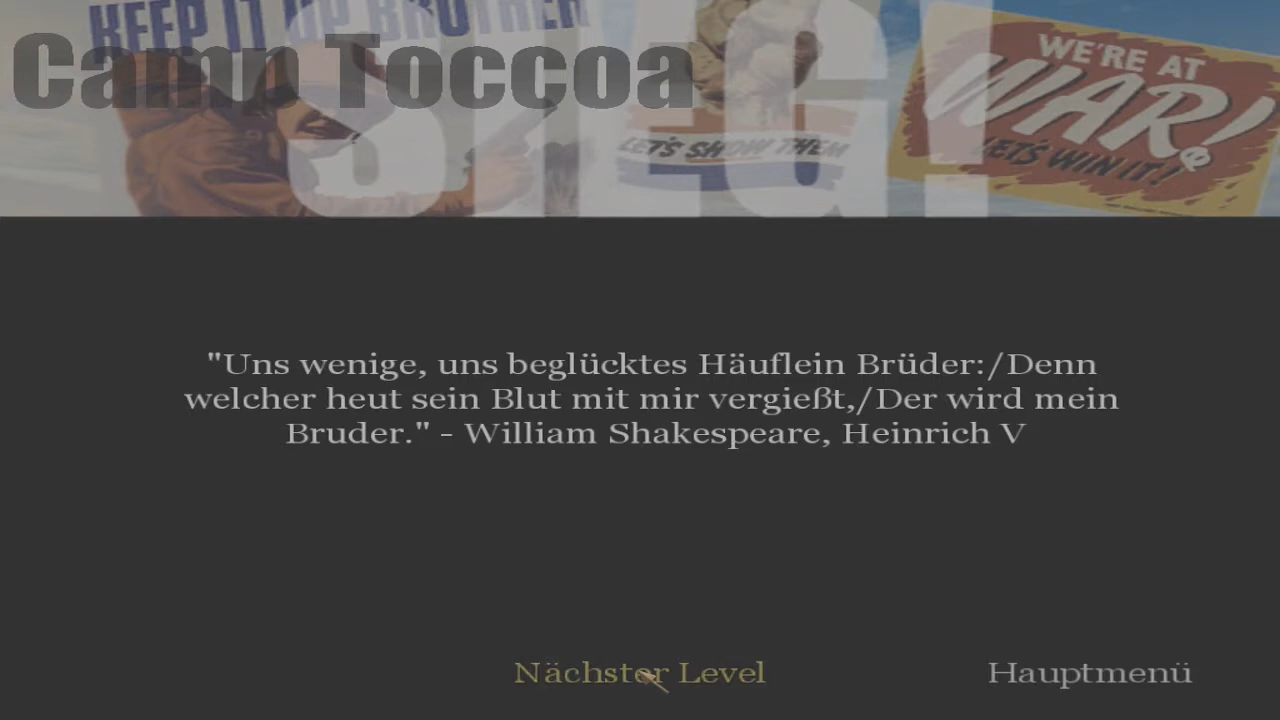 KEEP IT UP BROTHER
Camp Toccoa
SIEG!
LET'S SHOW THEM
WE'RE AT
WAR!
LET'S WIN IT!
"Uns wenige, uns beglücktes Häuflein Brüder:/Denn
welcher heut sein Blut mit mir vergießt,/Der wird mein
Bruder." - William Shakespeare, Heinrich V
Nächster Level
Hauptmenü